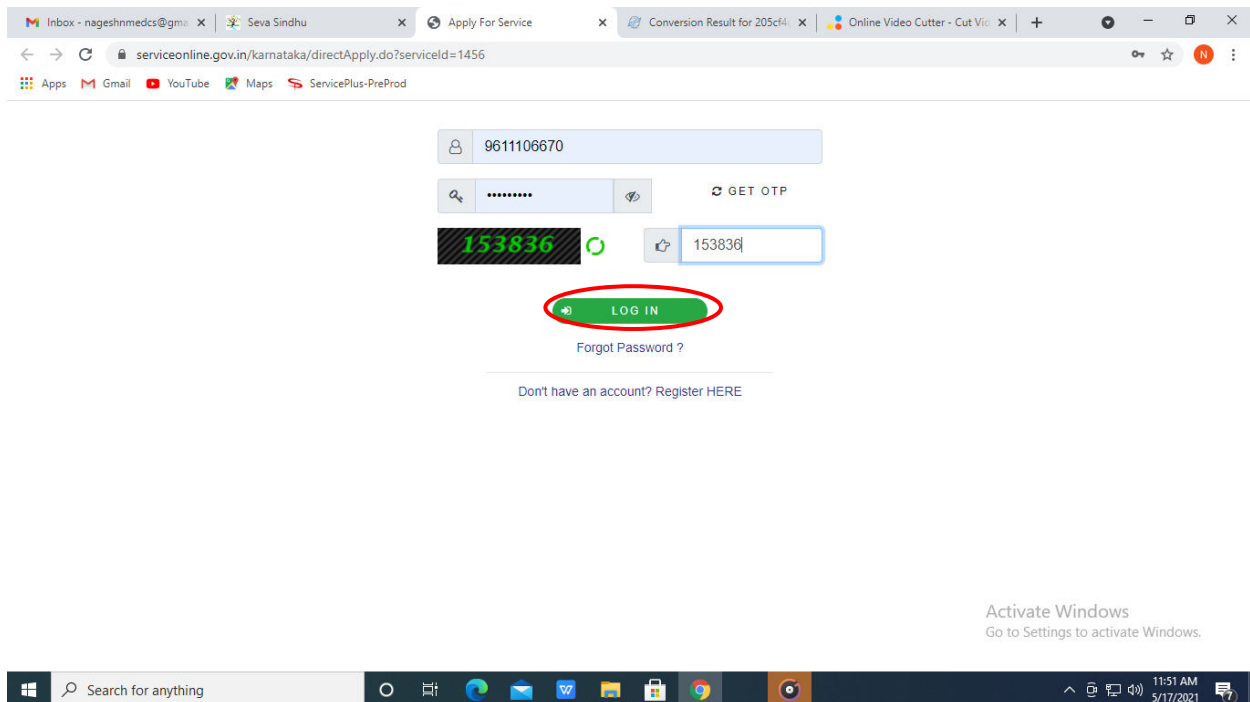 Inbox - nageshnmedcs@gma
Seva Sindhu
Apply For Service
Conversion Result for 205cf4
Online Video Cutter - Cut Vid
serviceonline.gov.in/karnataka/directApply.do?serviceId=1456
N
Apps
Gmail
YouTube
Maps
ServicePlus-PreProd
9611106670
•••••••••
GET OTP
153836
153836
LOG IN
Forgot Password ?
Don't have an account? Register HERE
Activate Windows
Go to Settings to activate Windows.
Search for anything
W
11:51 AM
5/17/2021
7